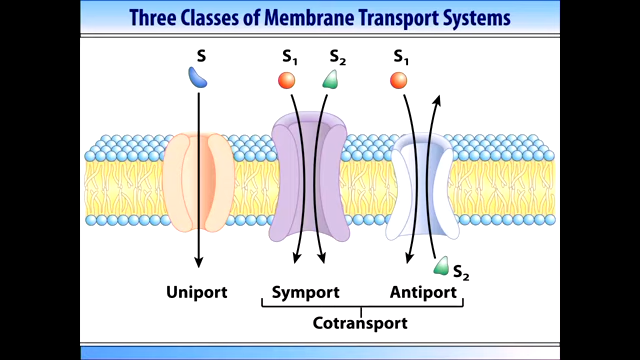 Three Classes of Membrane Transport Systems
S S₁ S₂ S₁
S₂
Uniport Symport Antiport
Cotransport